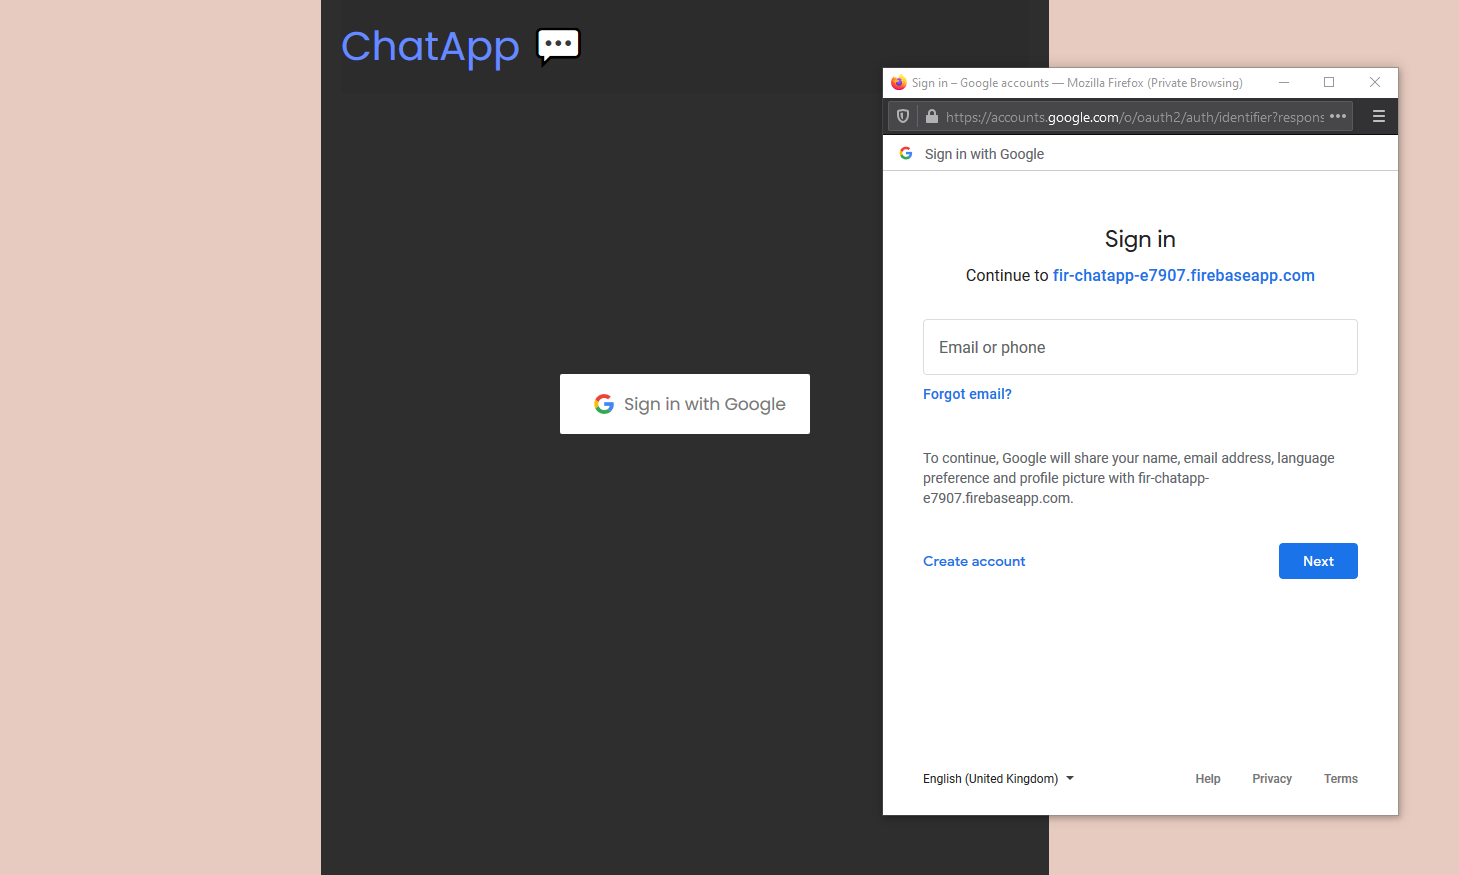 ChatApp
Sign in with Google
Sign in – Google accounts — Mozilla Firefox (Private Browsing)
https://accounts.google.com/o/oauth2/auth/identifier?respons
Sign in with Google
Sign in
Continue to fir-chatapp-e7907.firebaseapp.com
Email or phone
Forgot email?
To continue, Google will share your name, email address, language
preference and profile picture with fir-chatapp-
e7907.firebaseapp.com.
Create account
Next
English (United Kingdom)
Help
Privacy
Terms